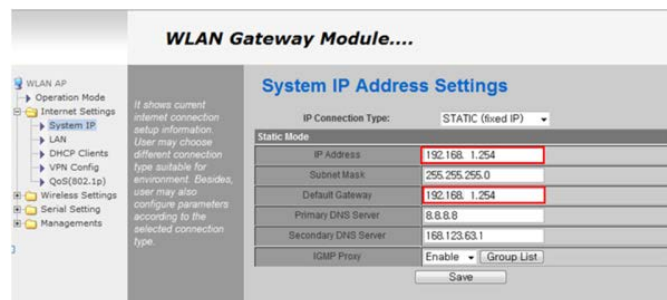 WLAN Gateway Module....
WLAN AP
Operation Mode
Internet Settings
System IP
LAN
DHCP Clients
VPN Config
QoS(802.1p)
Wireless Settings
Serial Setting
Managements
It shows current
internet connection
setup information.
User may choose
different connection
type suitable for
environment. Besides,
user may also
configure parameters
according to the
selected connection
type.
System IP Address Settings
IP Connection Type: STATIC (fixed IP)
Static Mode
IP Address 192.168. 1.254
Subnet Mask 255.255.255.0
Default Gateway 192.168. 1.254
Primary DNS Server 8.8.8.8
Secondary DNS Server 168.123.63.1
IGMP Proxy Enable Group List
Save